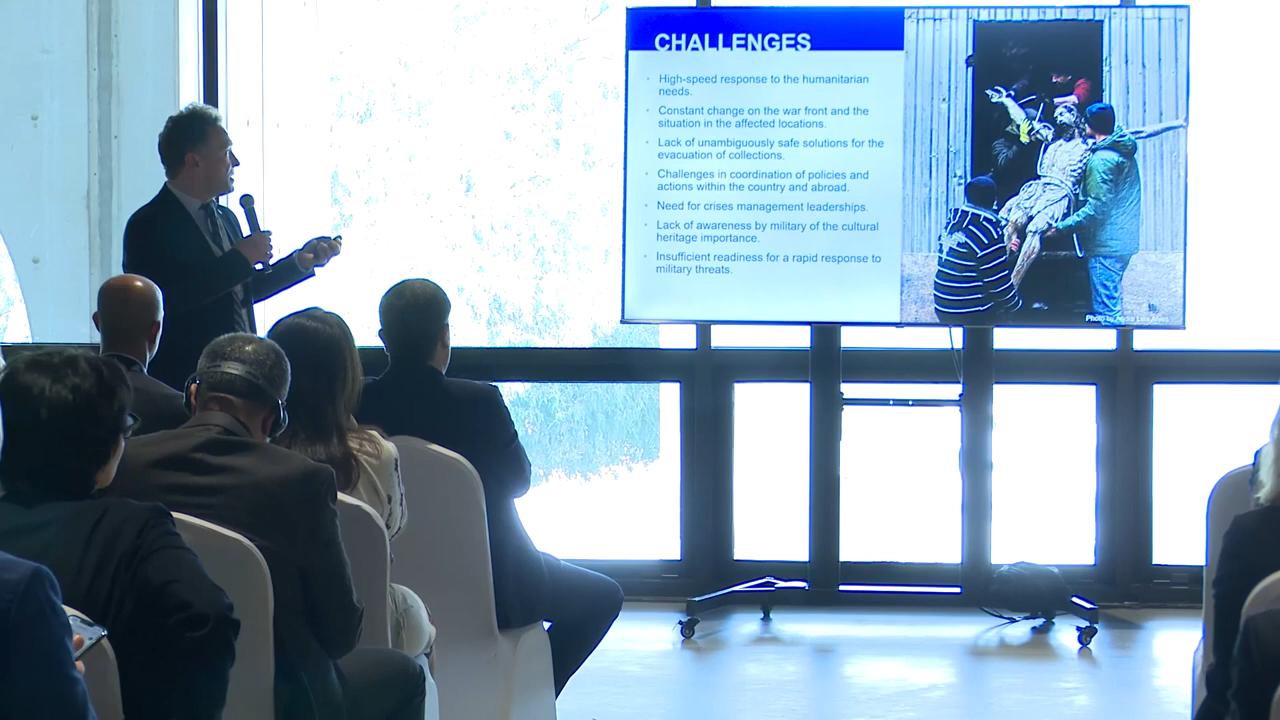 CHALLENGES
High-speed response to the humanitarian
needs.
Constant change on the war front and the
situation in the affected locations.
Lack of unambiguously safe solutions for the
evacuation of collections.
Challenges in coordination of policies and
actions within the country and abroad.
Need for crises management leaderships.
Lack of awareness by military of the cultural
heritage importance.
Insufficient readiness for a rapid response to
military threats.
Photo by